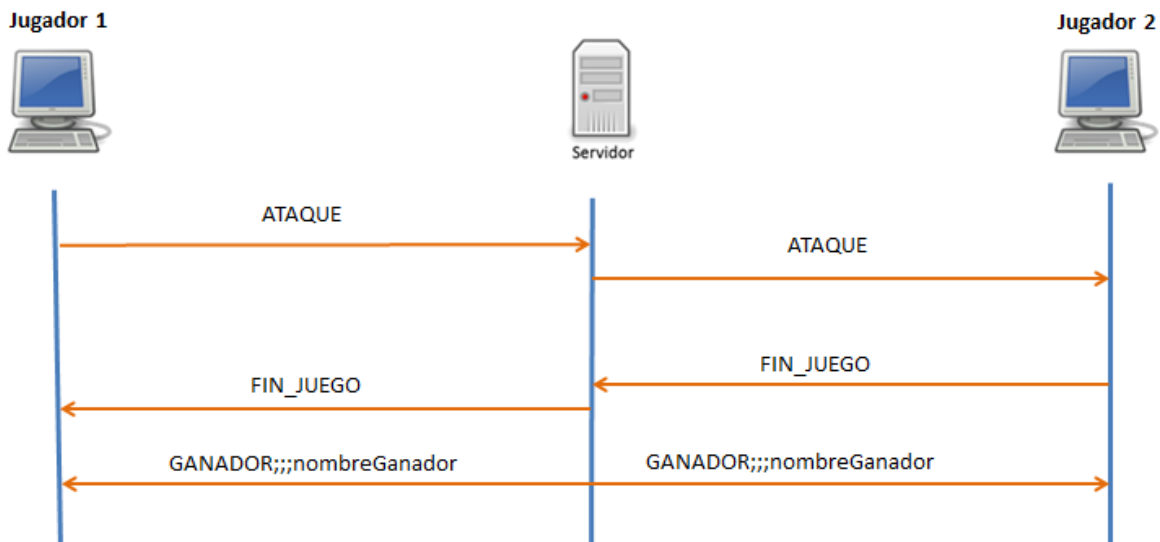 Jugador 1
Jugador 2
Servidor
ATAQUE
ATAQUE
FIN_JUEGO
FIN_JUEGO
GANADOR;;;nombreGanador
GANADOR;;;nombreGanador